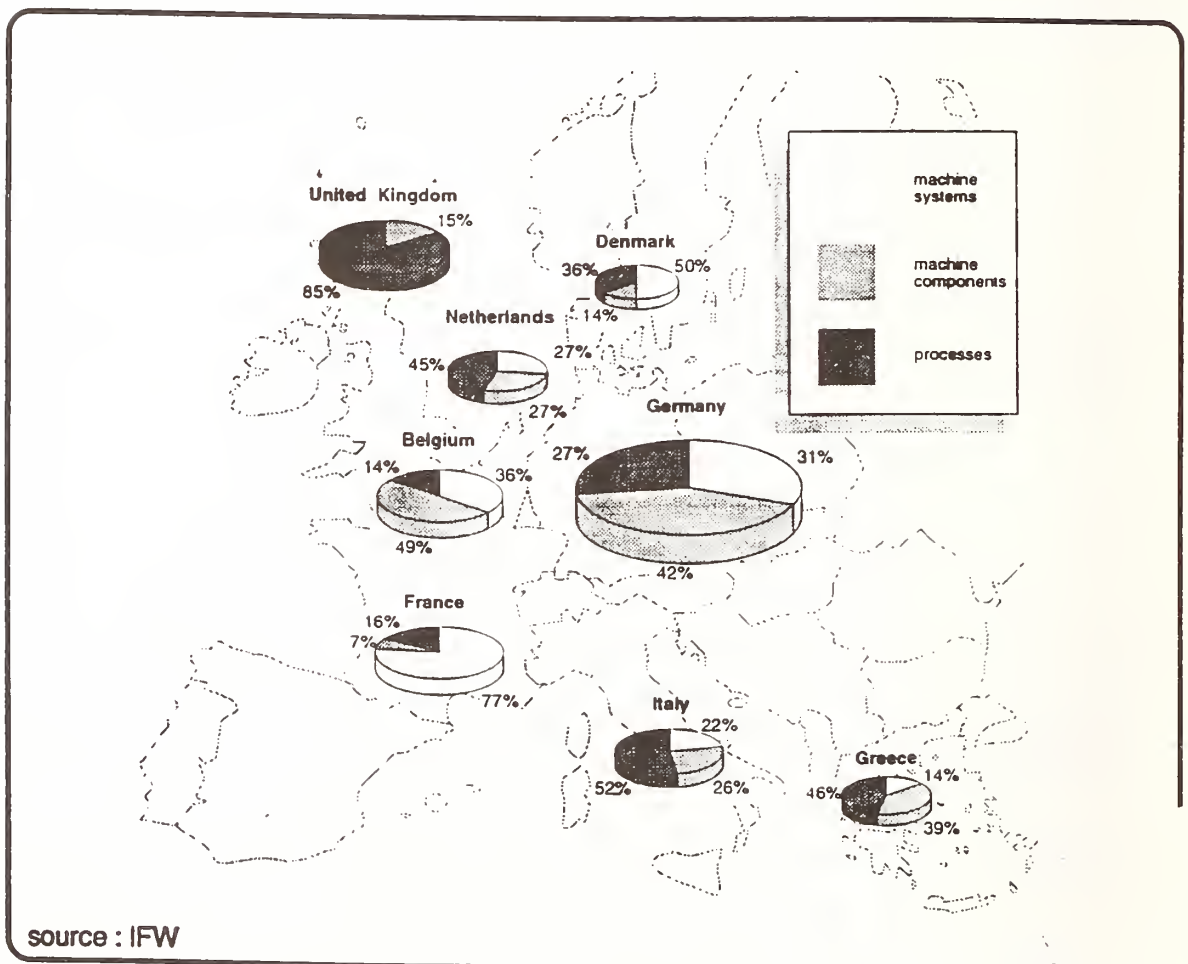 machine
systems
machine
components
processes
United Kingdom
15%
85%
Denmark
36%
50%
14%
Netherlands
45%
27%
27%
Germany
27%
31%
42%
Belgium
14%
36%
49%
France
16%
7%
77%
Italy
22%
52%
26%
Greece
14%
46%
39%
source : IFW